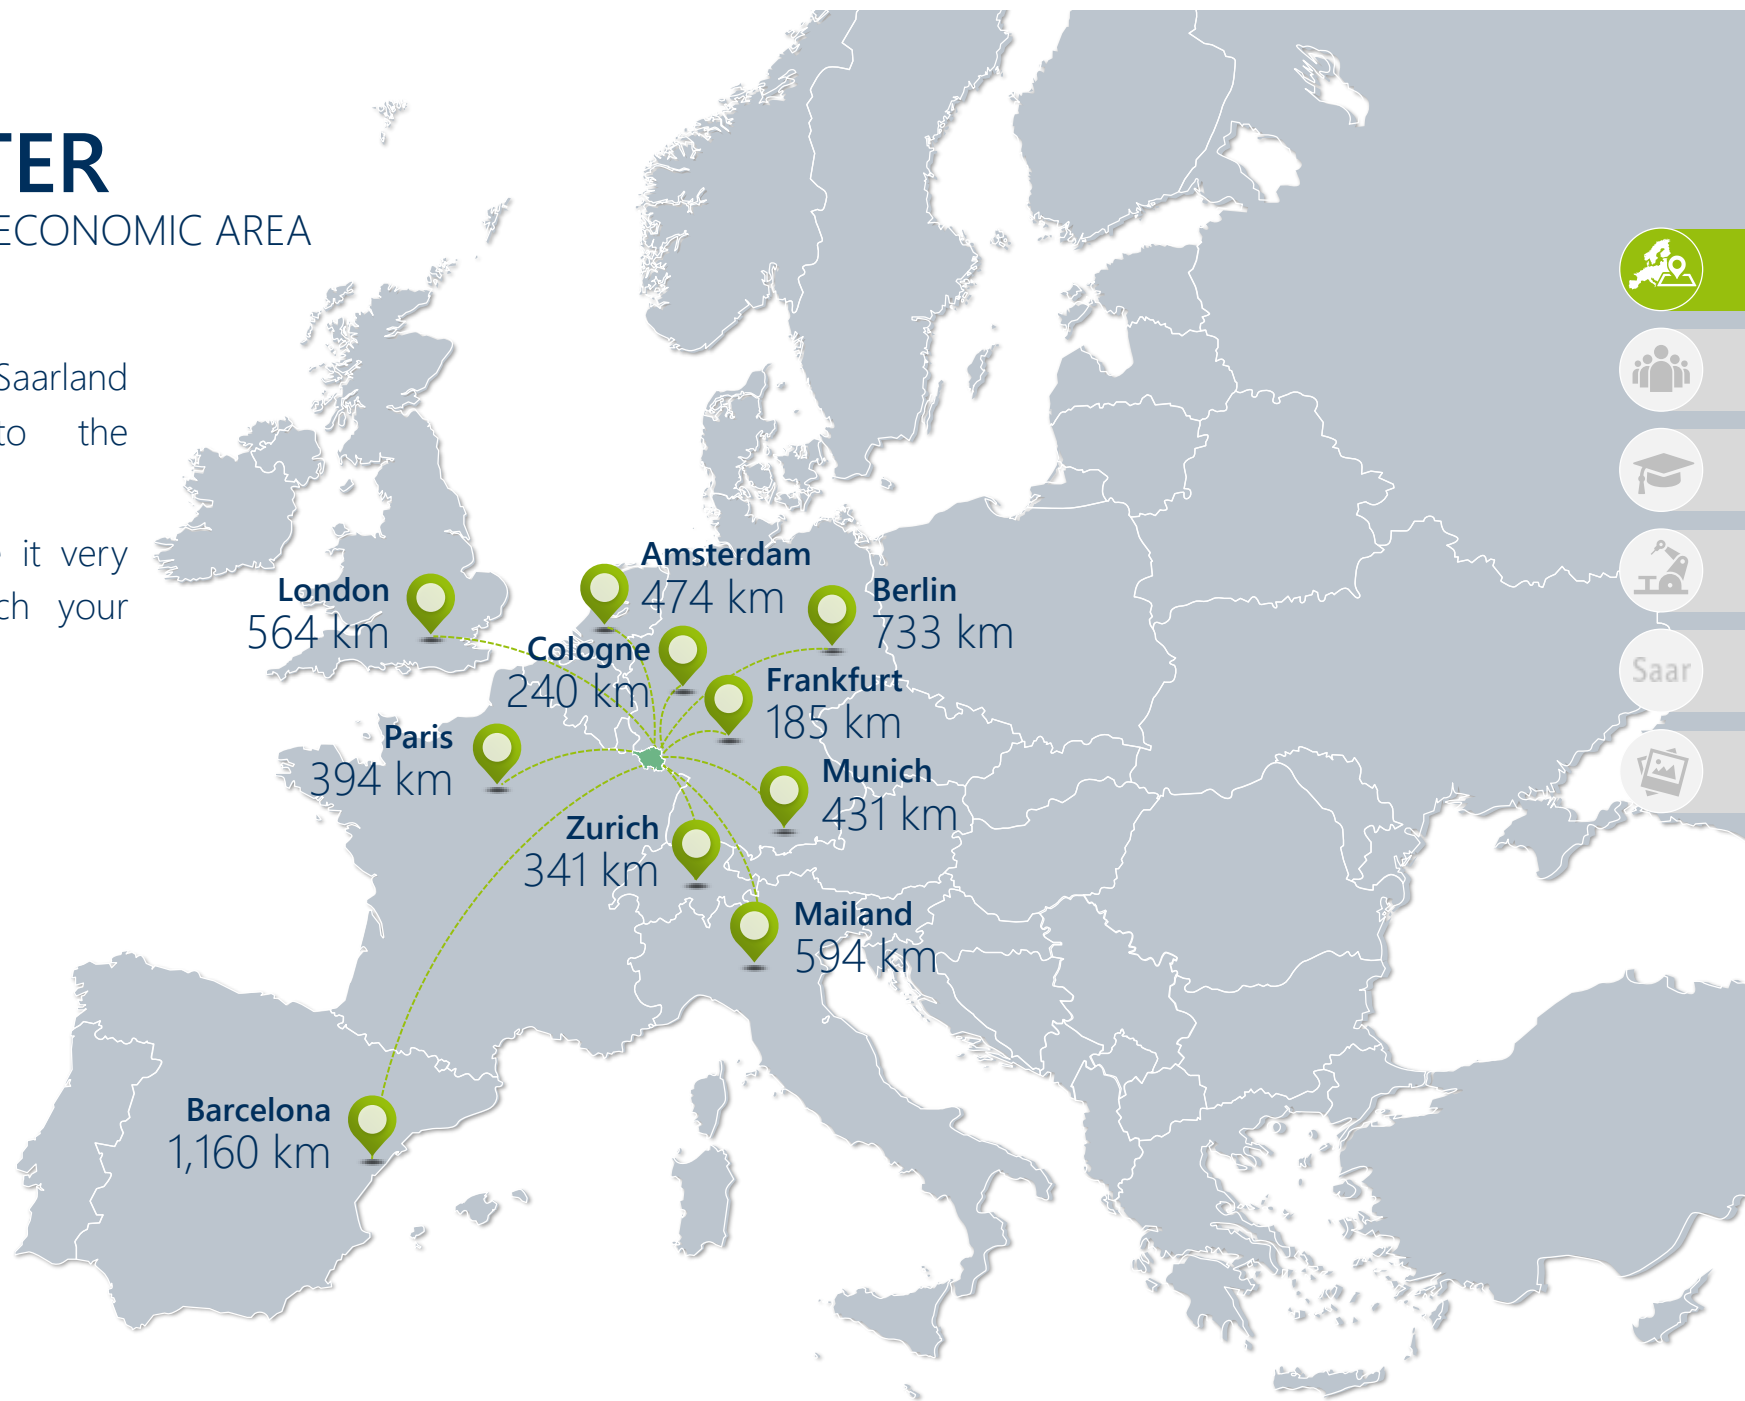 TER
ECONOMIC AREA
Saarland
to the
it very
your
Amsterdam
474 km
London
564 km
Berlin
733 km
Cologne
240 km
Frankfurt
185 km
Saar
Paris
394 km
Munich
431 km
Zurich
341 km
Mailand
594 km
Barcelona
1,160 km